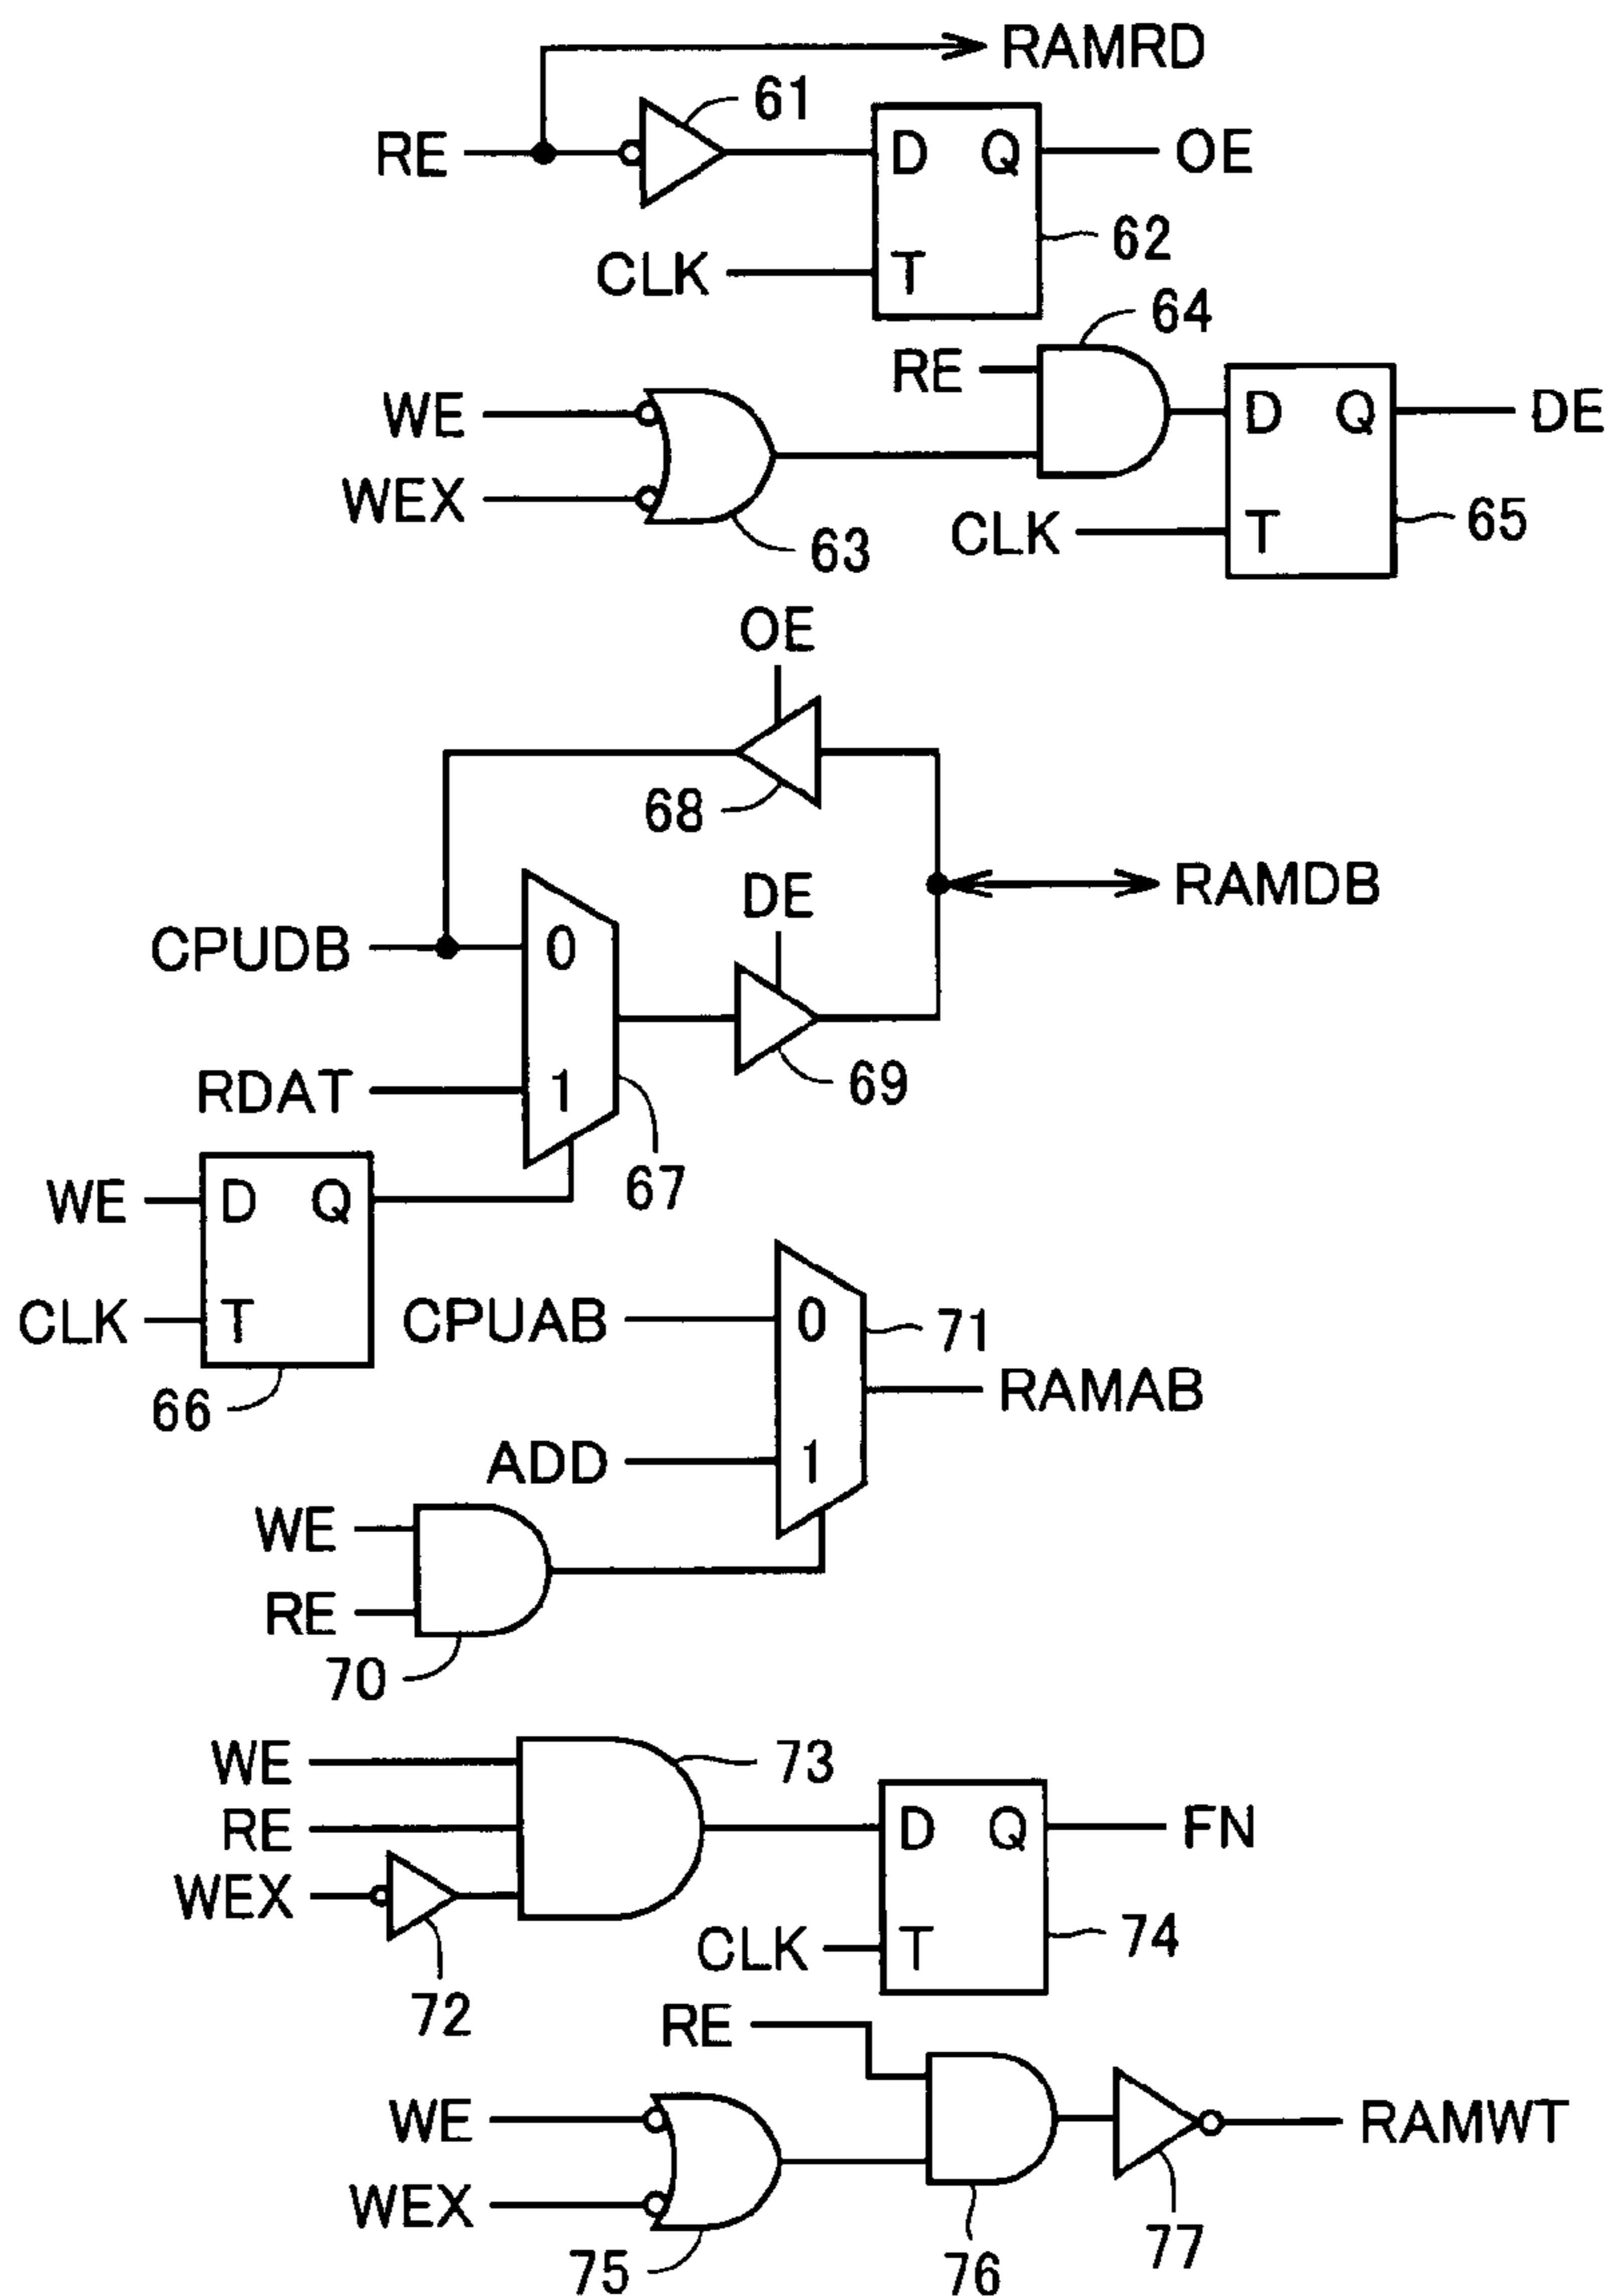 RAMRD
61
RE
D Q
OE
62
CLK
T
64
RE
WE
D Q
DE
WEX
63
CLK
T
65
OE
68
RAMDB
DE
CPUDB
0
RDAT
1
69
67
WE
D Q
CLK
T
66
CPUAB
0
71
RAMAB
ADD
1
WE
RE
70
WE
73
RE
D Q
FN
WEX
72
CLK
T
74
RE
WE
RAMWT
WEX
75
76
77